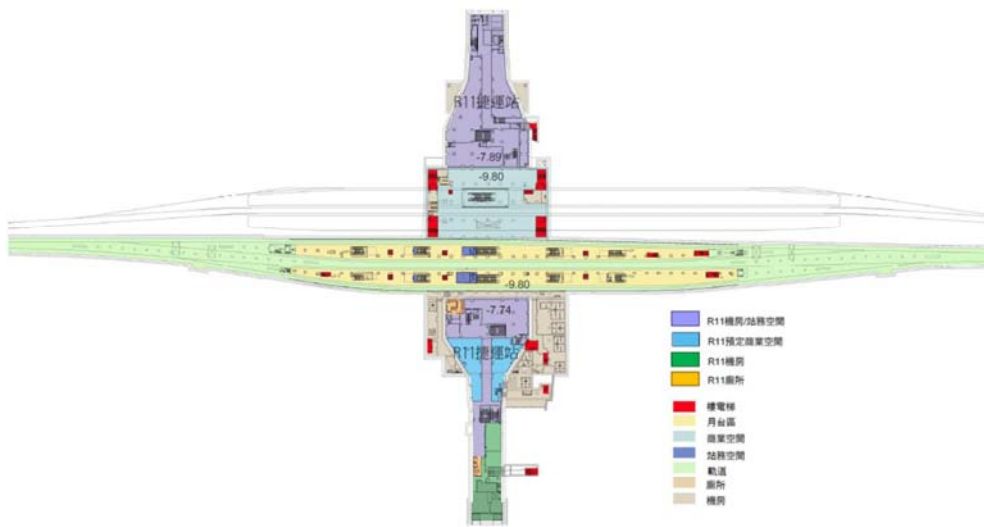 R11捷運站
-7.89
-9.80
-9.80
-7.74
R11捷運站
R11機房/站務空間
R11預定商業空間
R11機房
R11廁所
樓電梯
月台區
商業空間
站務空間
軌道
廁所
機房